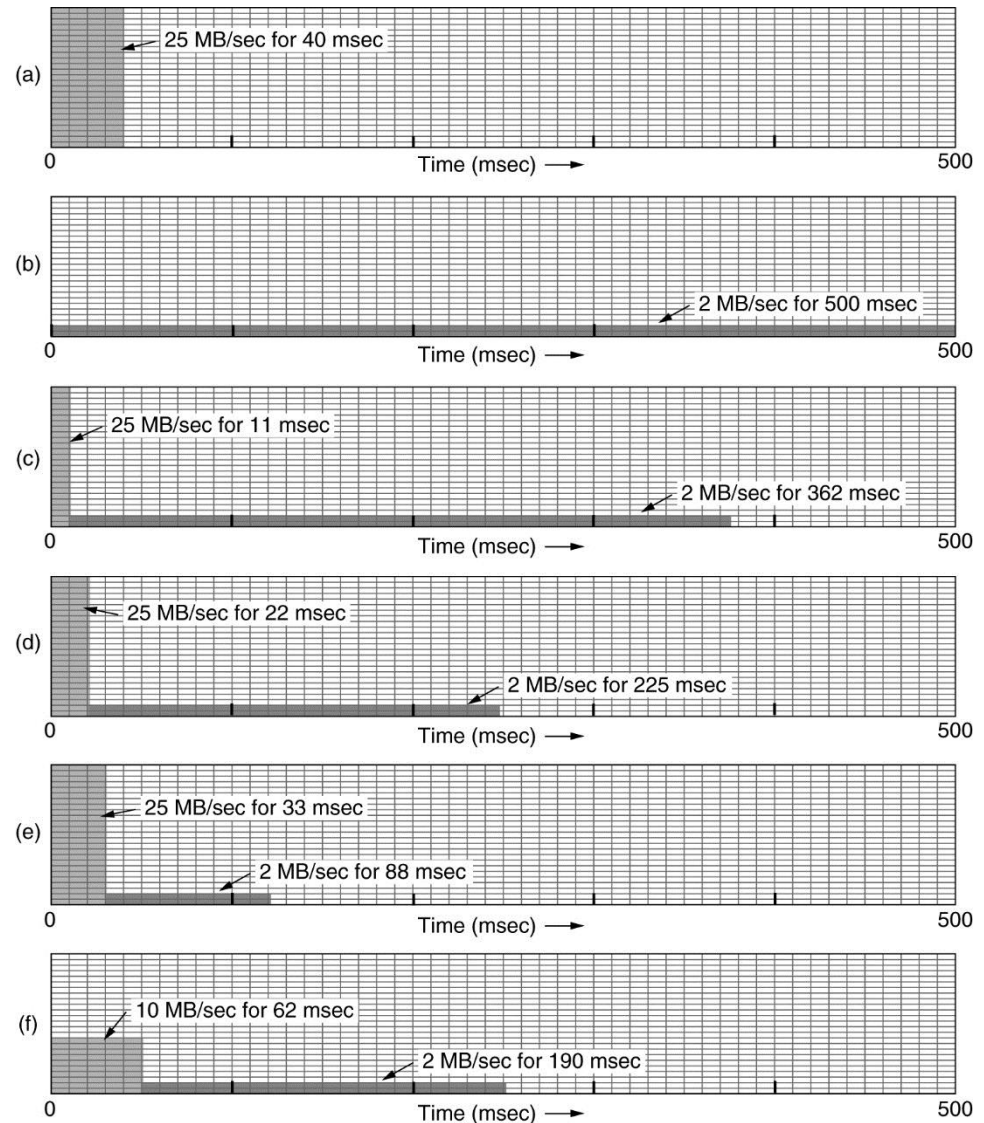 25 MB/sec for 40 msec
(a)
0
Time (msec)
500
(b)
2 MB/sec for 500 msec
0
Time (msec)
500
25 MB/sec for 11 msec
(c)
2 MB/sec for 362 msec
0
Time (msec)
500
25 MB/sec for 22 msec
(d)
2 MB/sec for 225 msec
0
Time (msec)
500
25 MB/sec for 33 msec
(e)
2 MB/sec for 88 msec
0
Time (msec)
500
10 MB/sec for 62 msec
(f)
2 MB/sec for 190 msec
0
Time (msec)
500